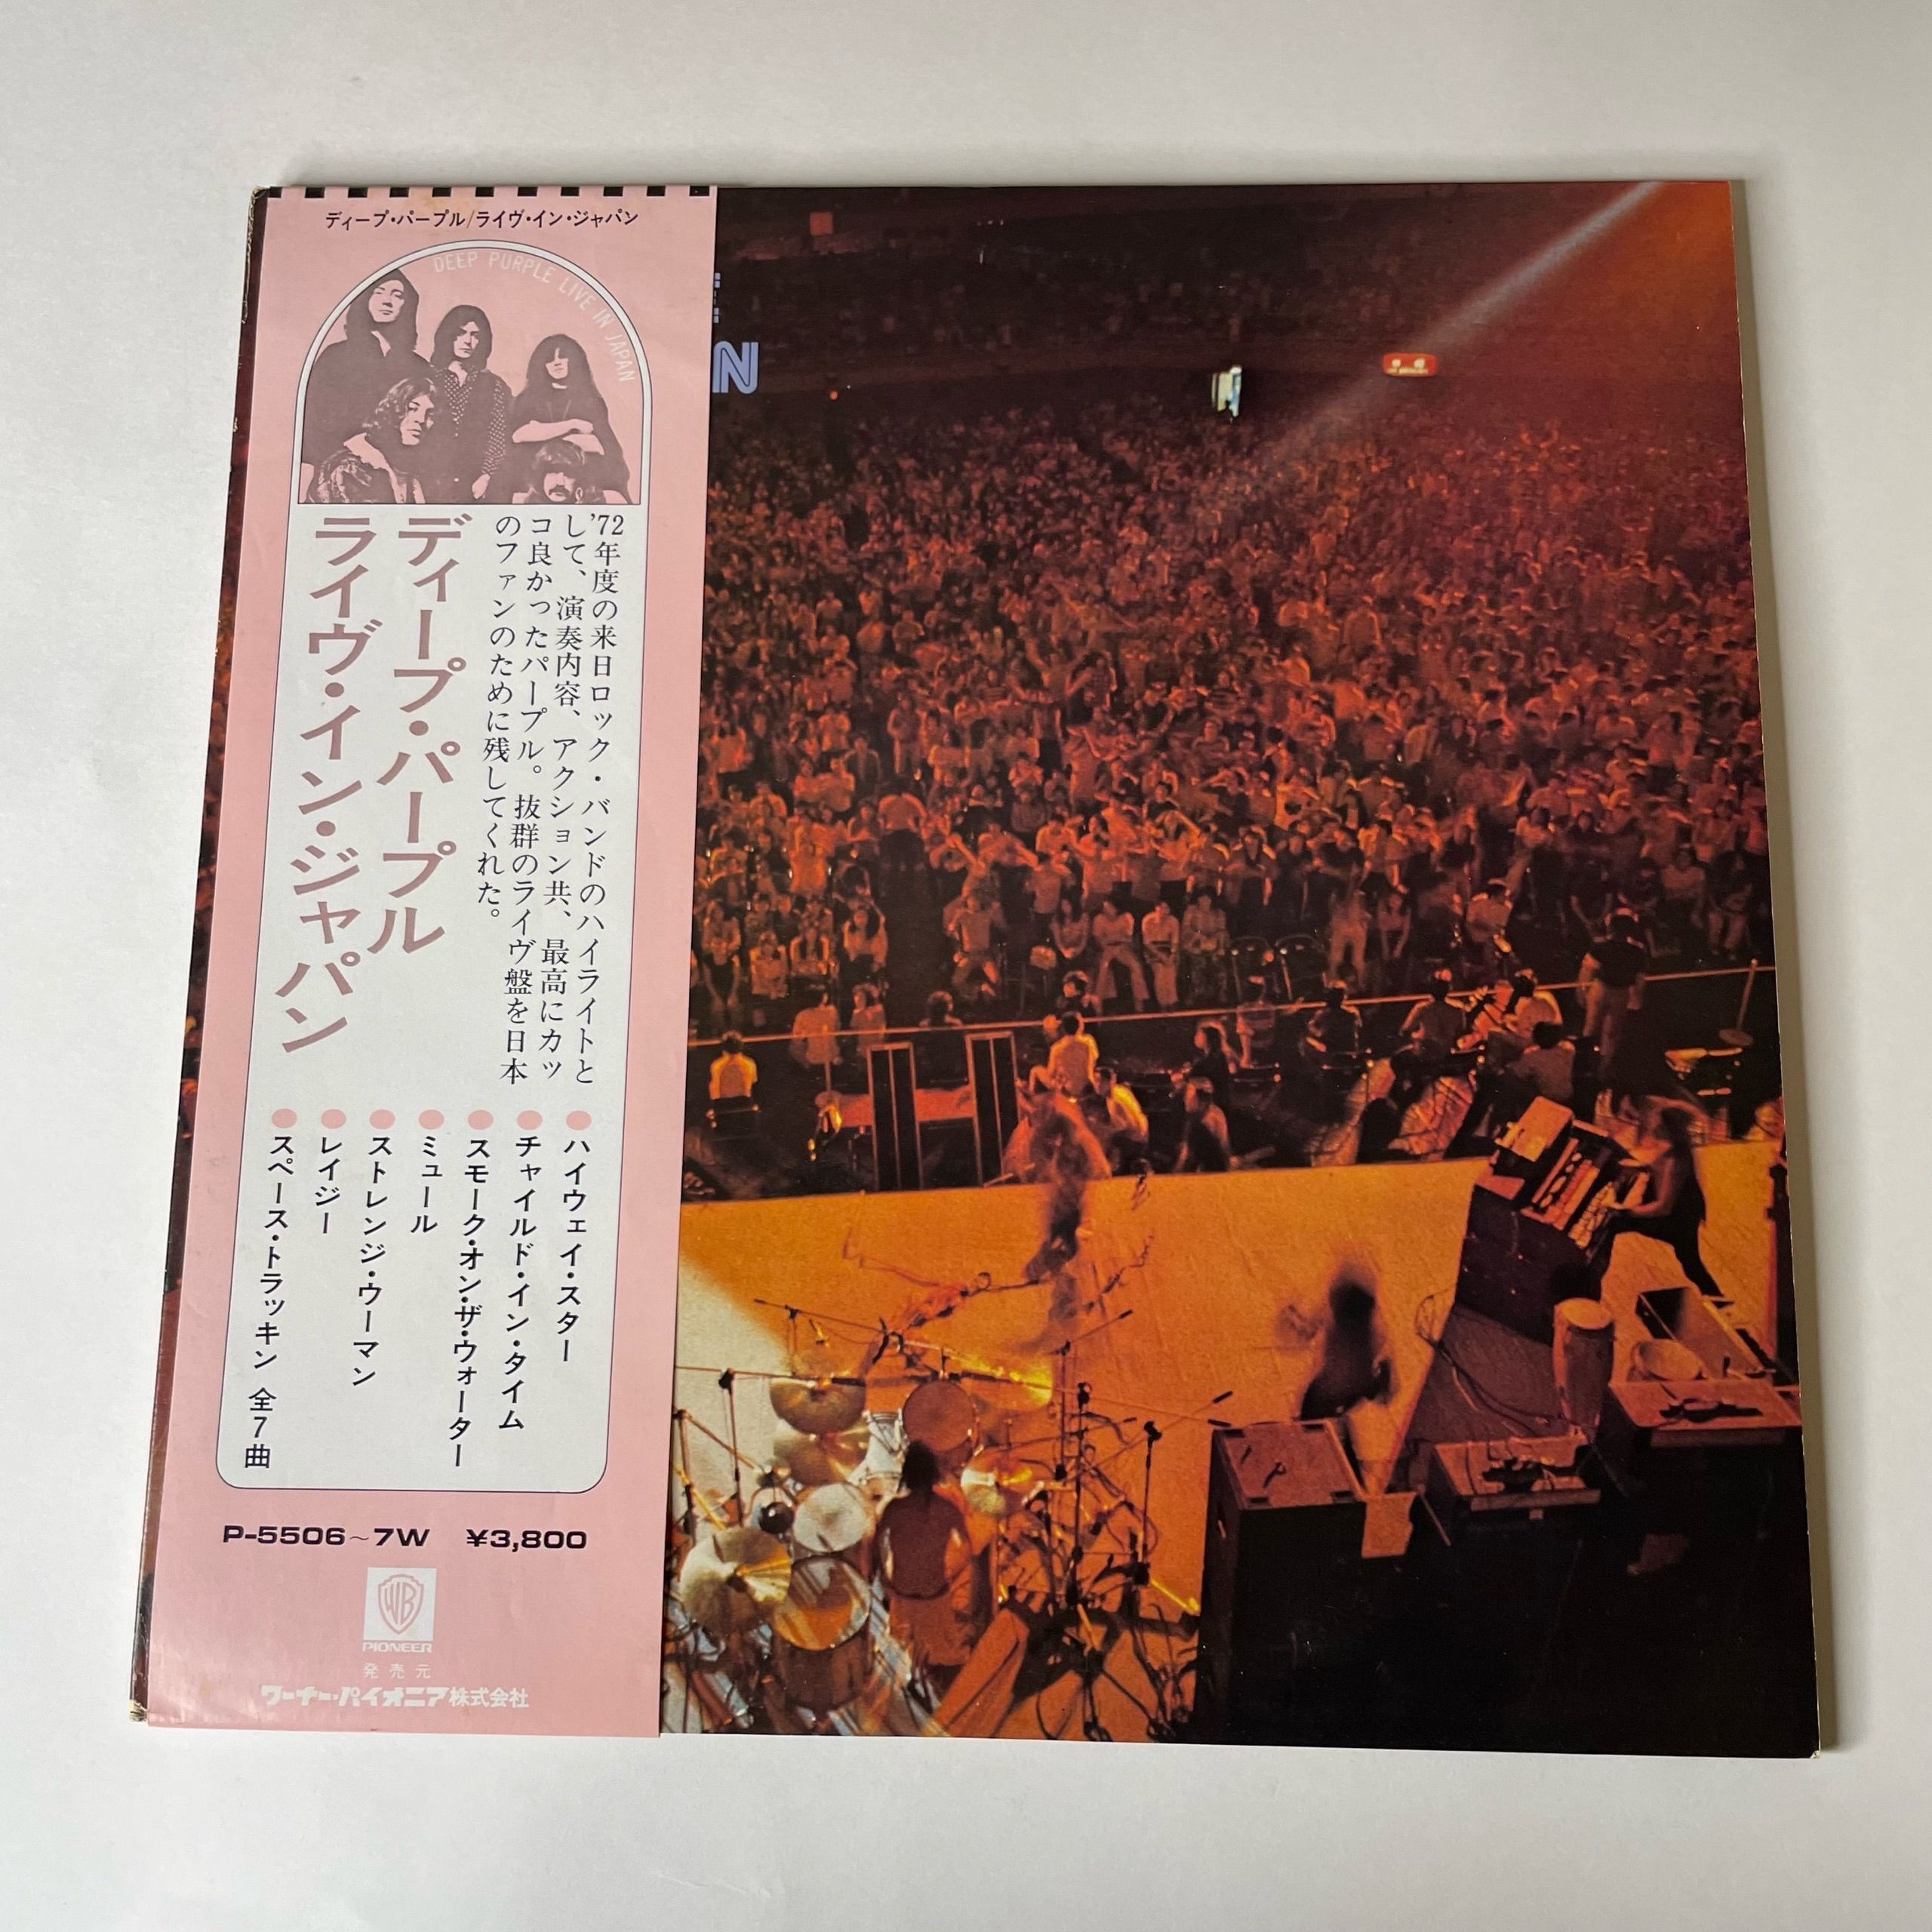 ディープ・パープル/ライヴ・イン・ジャパン
DEEP PURPLE LIVE IN JAPAN
N
'72年度の来日ロック・バンドのハイライトと
して、演奏内容、アクション共、最高にカッ
コ良かったパープル。抜群のライヴ盤を日本
のファンのために残してくれた。
ディープ・パープル
ライヴ・イン・ジャパン
●ハイウェイ・スター
●チャイルド・イン・タイム
●スモーク・オン・ザ・ウォーター
●ミュール
●ストレンジ・ウーマン
●レイジー
●スペース・トラッキン 全7曲
P-5506~7W ¥3,800
WB
PIONEER
発売元
ワーナー・パイオニア株式会社